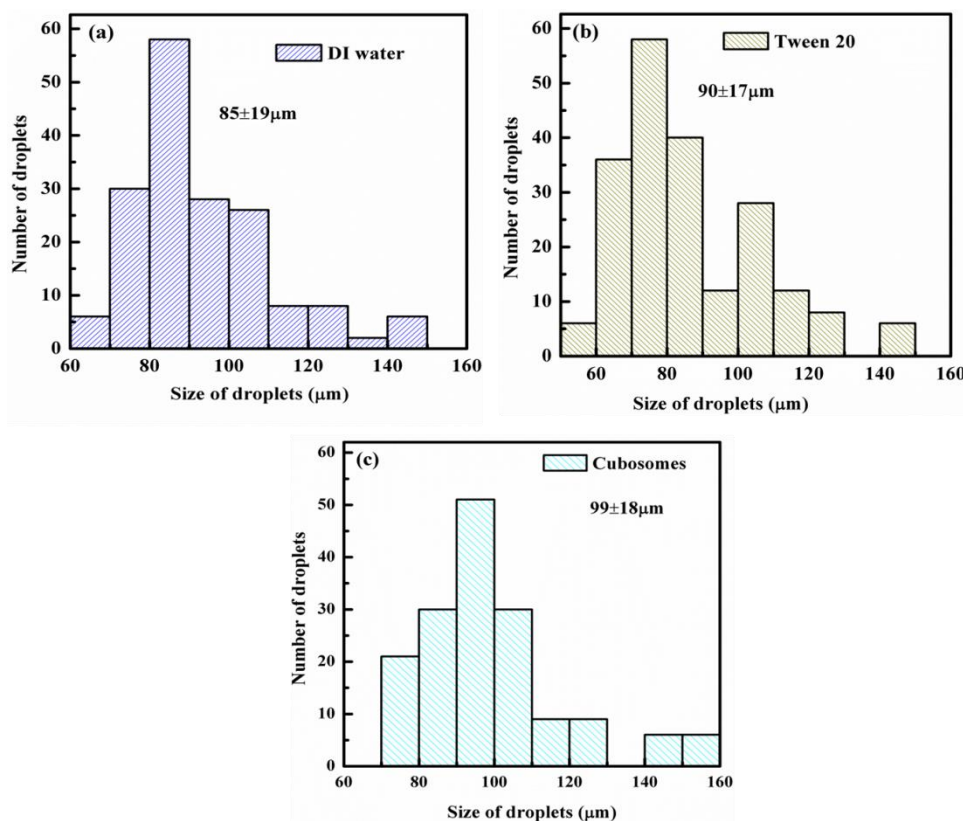 (a)
DI water
85±19μm
60
50
40
30
20
10
0
Number of droplets
60 80 100 120 140 160
Size of droplets (μm)
(b)
Tween 20
90±17μm
60
50
40
30
20
10
0
Number of droplets
60 80 100 120 140 160
Size of droplets (μm)
(c)
Cubosomes
99±18μm
60
50
40
30
20
10
0
Number of droplets
60 80 100 120 140 160
Size of droplets (μm)